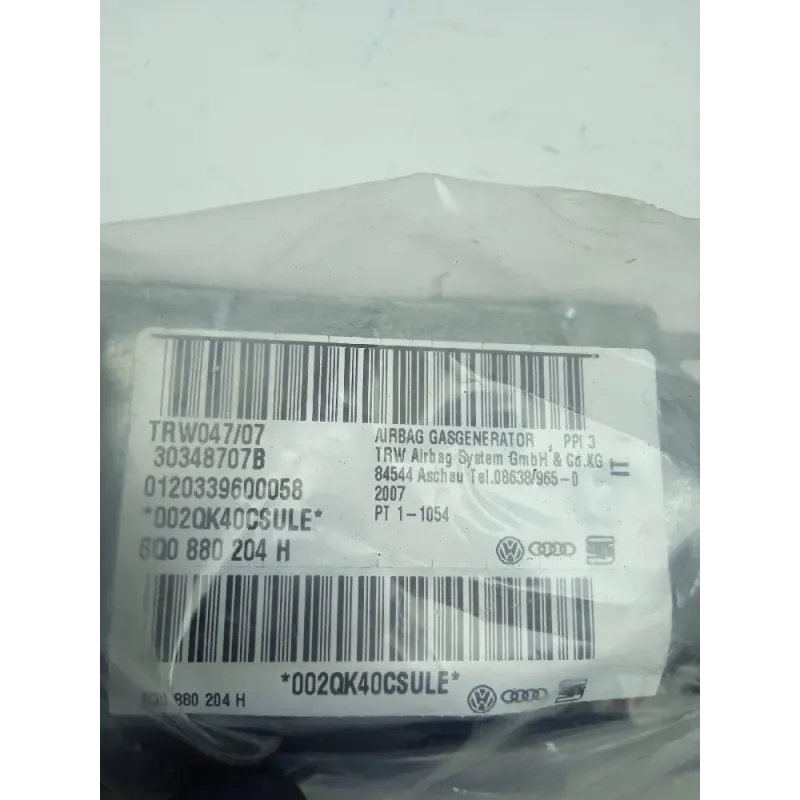 TRW047/07
30348707B
0120339600058
*002QK40CSULE*
6Q0 880 204 H
AIRBAG GASGENERATOR , PPI 3
TRW Airbag System GmbH & Co.KG
84544 Aschau Tel.08638/965-0
2007
PT 1-1054
IT
*002QK40CSULE*
6Q0 880 204 H